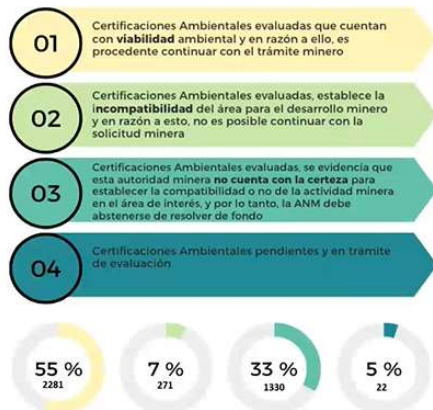 01
Certificaciones Ambientales evaluadas que cuentan
con viabilidad ambiental y en razón a ello, es
procedente continuar con el trámite minero
02
Certificaciones Ambientales evaluadas, establece la
incompatibilidad del área para el desarrollo minero
y en razón a esto, no es posible continuar con la
solicitud minera
03
Certificaciones Ambientales evaluadas, se evidencia que
esta autoridad minera no cuenta con la certeza para
establecer la compatibilidad o no de la actividad minera
en el área de interés, y por lo tanto, la ANM debe
abstenerse de resolver de fondo
04
Certificaciones Ambientales pendientes y en trámite
de evaluación
55 % 7 % 33 % 5 %
2281 271 1330 22